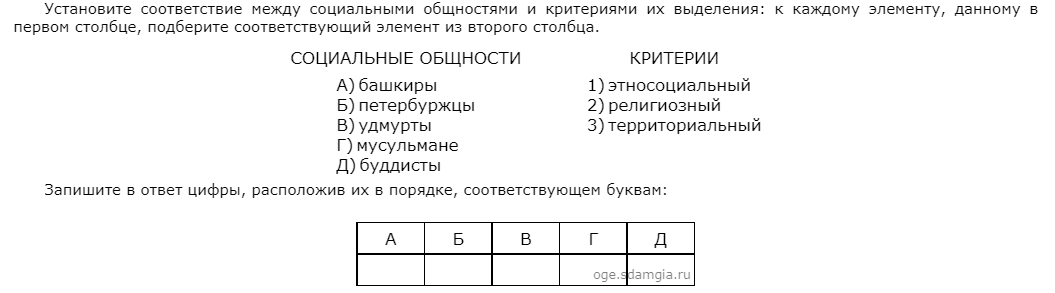 Установите соответствие между социальными общностями и критериями их выделения: к каждому элементу, данному в
первом столбце, подберите соответствующий элемент из второго столбца.
СОЦИАЛЬНЫЕ ОБЩНОСТИ КРИТЕРИИ
А) башкиры 1) этносоциальный
Б) петербуржцы 2) религиозный
В) удмурты 3) территориальный
Г) мусульмане
Д) буддисты
Запишите в ответ цифры, расположив их в порядке, соответствующем буквам:
А Б В Г Д
oge.sdamgia.ru